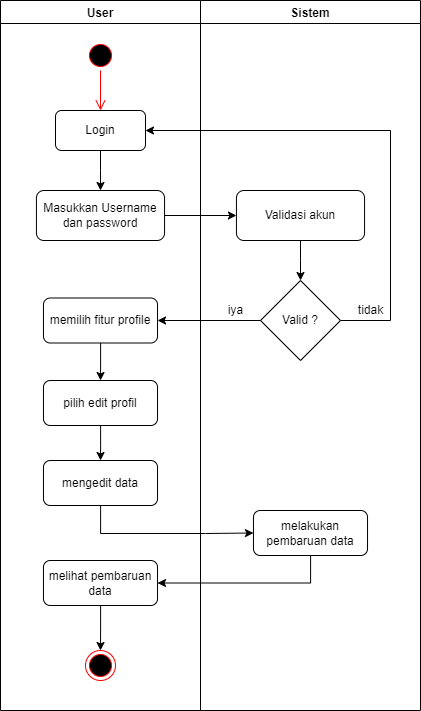 User
Sistem
Login
Masukkan Username
dan password
Validasi akun
Valid ?
iya
tidak
memilih fitur profile
pilih edit profil
mengedit data
melakukan
pembaruan data
melihat pembaruan
data